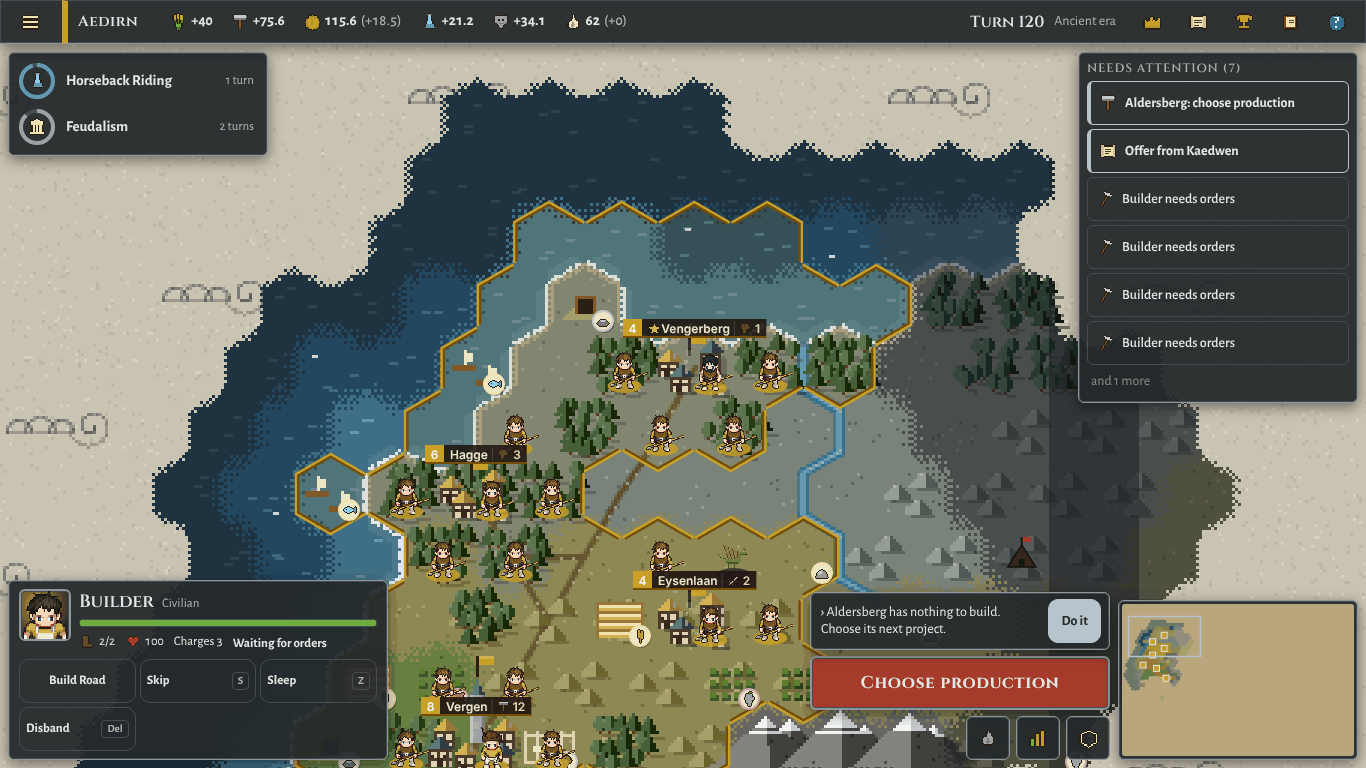 AEDIRN +40 +75.6 115.6 (+18.5) +21.2 +34.1 62 (+0) TURN 120 Ancient era ?
Horseback Riding 1 turn
Feudalism 2 turns
NEEDS ATTENTION (7)
Aldersberg: choose production
Offer from Kaedwen
Builder needs orders
Builder needs orders
Builder needs orders
Builder needs orders
and 1 more
4 Vengerberg 1
6 Hagge 3
4 Eysenlaan 2
8 Vergen 12
BUILDER Civilian
2/2 100 Charges 3 Waiting for orders
Build Road Skip S Sleep Z
Disband Del
› Aldersberg has nothing to build.
Choose its next project.
Do it
CHOOSE PRODUCTION